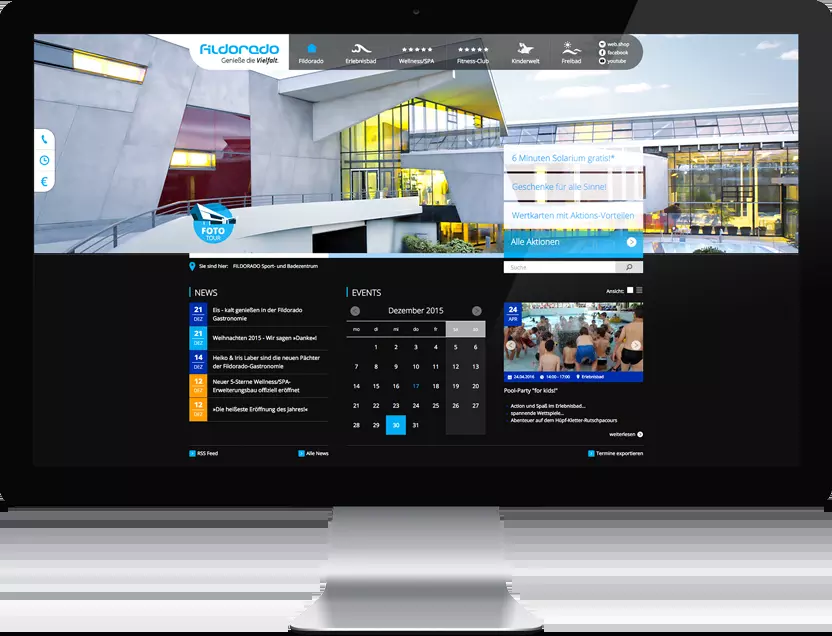 fildorado
Genieße die Vielfalt.
Fildorado
Erlebnisbad
Wellness/SPA
Fitness-Club
Kinderwelt
Freibad
web.shop
facebook
youtube
€
6 Minuten Solarium gratis!*
Geschenke für alle Sinne!
Wertkarten mit Aktions-Vorteilen
Alle Aktionen
FOTO
TOUR
Sie sind hier: FILDORADO Sport- und Badezentrum
Suche
NEWS
21 DEZ
Eis - kalt genießen in der Fildorado
Gastronomie
21 DEZ
Weihnachten 2015 - Wir sagen »Danke«!
14 DEZ
Heiko & Iris Laber sind die neuen Pächter
der Fildorado-Gastronomie
12 DEZ
Neuer 5-Sterne Wellness/SPA-
Erweiterungsbau offiziell eröffnet
12 DEZ
»Die heißeste Eröffnung des Jahres!«
RSS Feed
Alle News
EVENTS
Dezember 2015
mo di mi do fr sa so
1 2 3 4 5 6
7 8 9 10 11 12 13
14 15 16 17 18 19 20
21 22 23 24 25 26 27
28 29 30 31
Ansicht:
24
APR
24.04.2016 14:00 - 17:00 Erlebnisbad
Pool-Party "for kids!"
Action und Spaß im Erlebnisbad...
spannende Wettspiele...
Abenteuer auf dem Hüpf-Kletter-Rutschparcours
weiterlesen
Termine exportieren